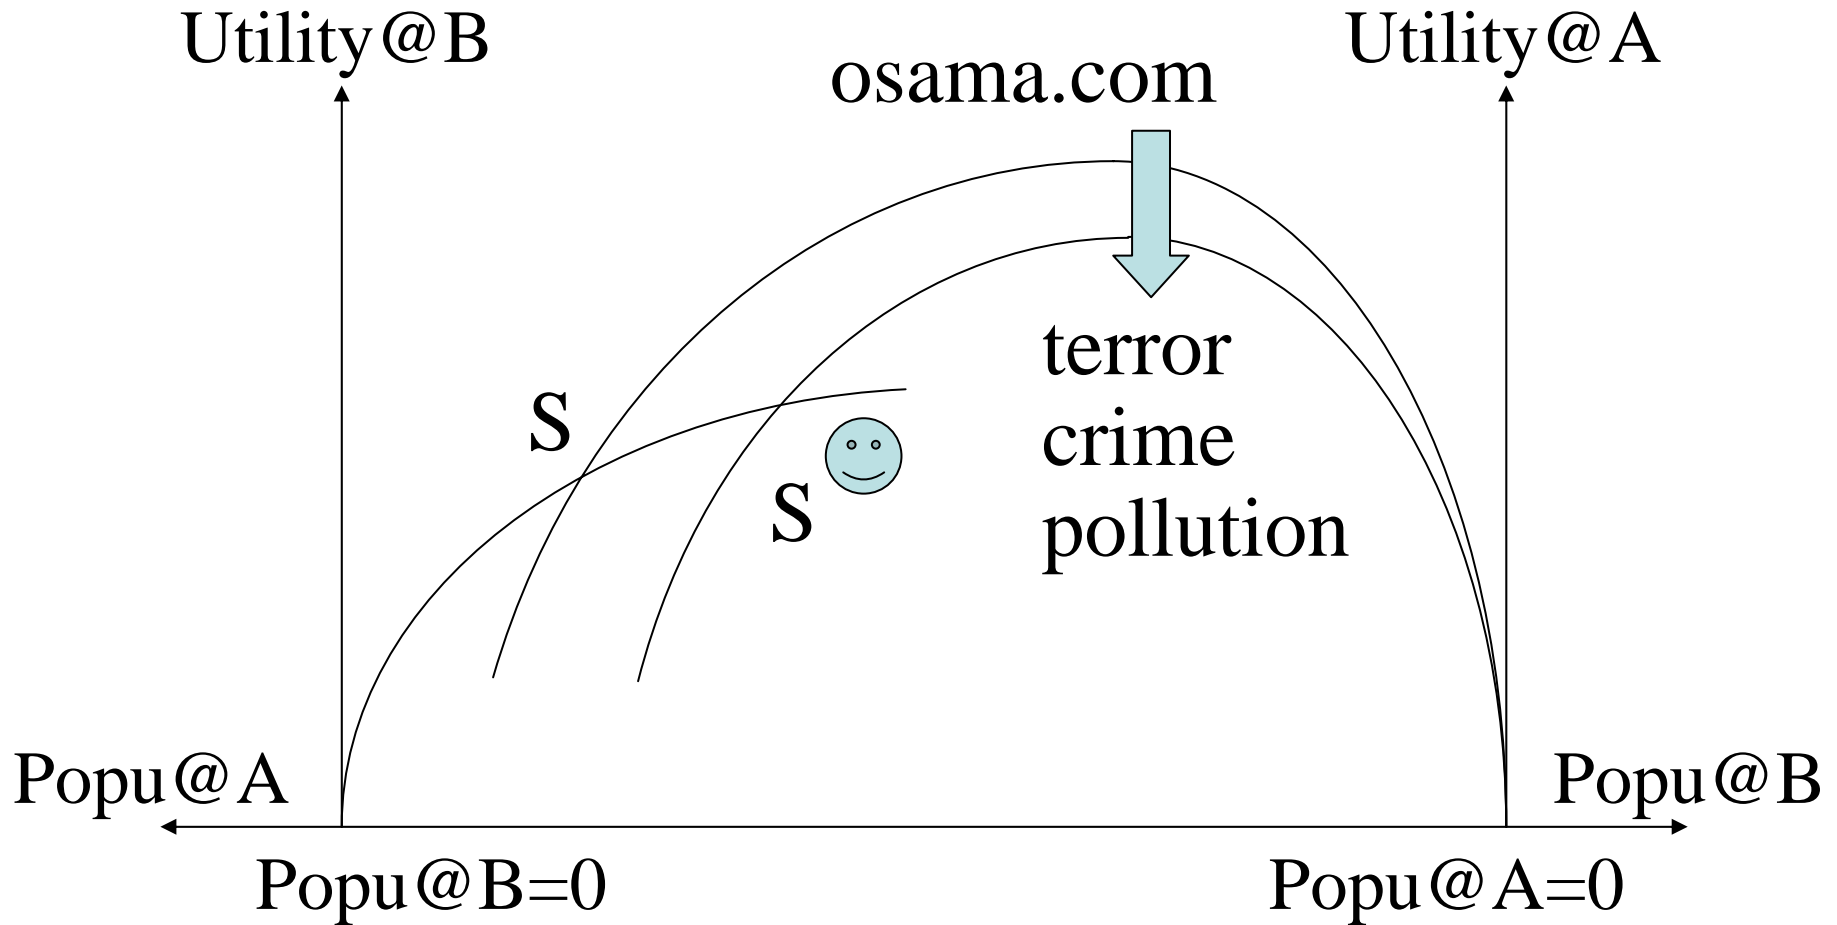 Utility@B
Utility@A
osama.com
terror
crime
pollution
S
S
Popu@A
Popu@B
Popu@B=0
Popu@A=0